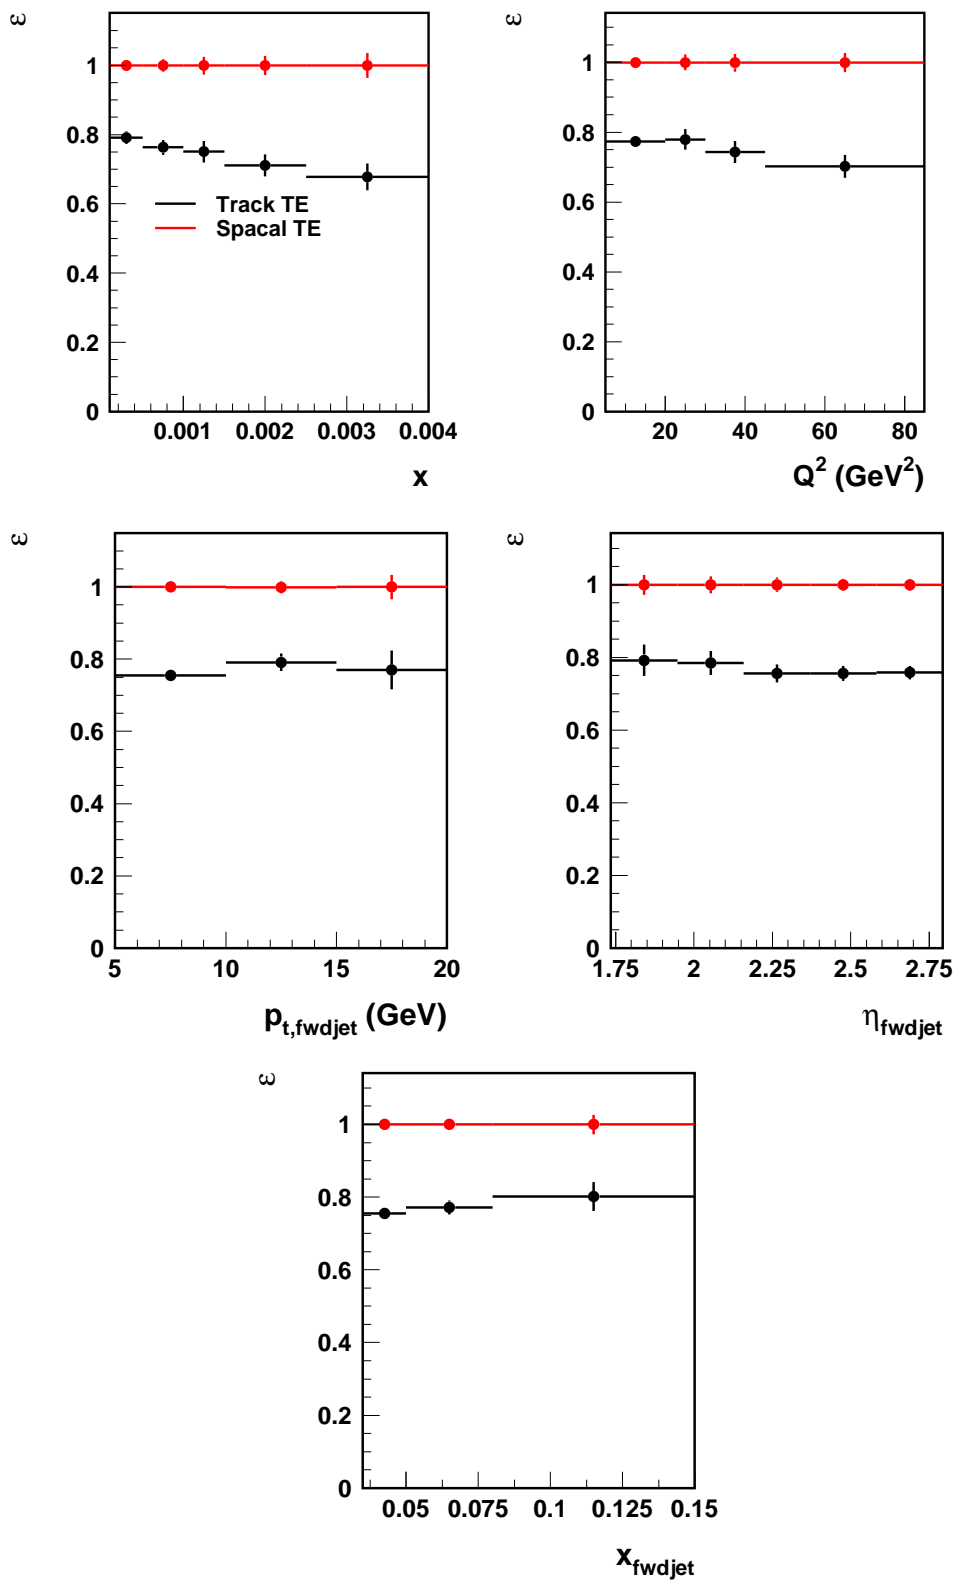 ε
1
0.8
0.6
0.4
0.2
0
Track TE
Spacal TE
0.001 0.002 0.003 0.004
x
ε
1
0.8
0.6
0.4
0.2
0
20 40 60 80
Q² (GeV²)
ε
1
0.8
0.6
0.4
0.2
0
5 10 15 20
p_t,fwdjet (GeV)
ε
1
0.8
0.6
0.4
0.2
0
1.75 2 2.25 2.5 2.75
η_fwdjet
ε
1
0.8
0.6
0.4
0.2
0
0.05 0.075 0.1 0.125 0.15
x_fwdjet